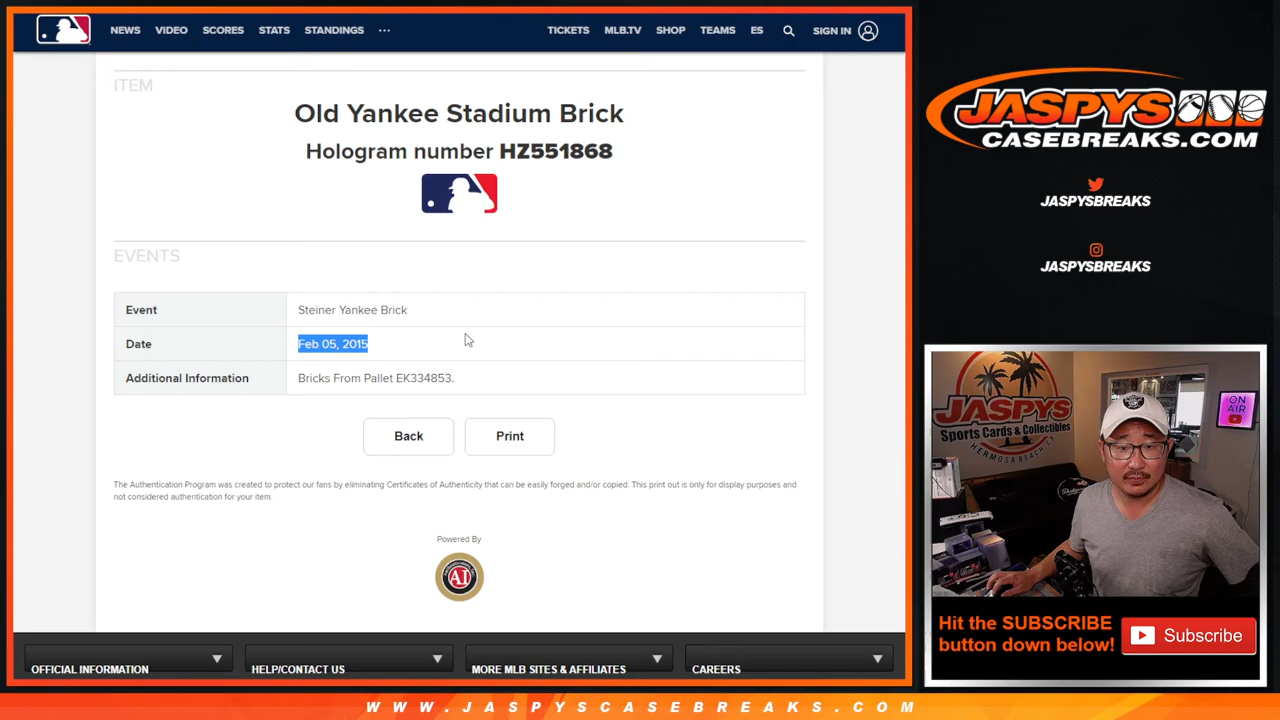 NEWS VIDEO SCORES STATS STANDINGS ··· TICKETS MLB.TV SHOP TEAMS ES SIGN IN
ITEM
Old Yankee Stadium Brick
Hologram number HZ551868
EVENTS
Event Steiner Yankee Brick
Date Feb 05, 2015
Additional Information Bricks From Pallet EK334853.
Back Print
The Authentication Program was created to protect our fans by eliminating Certificates of Authenticity that can be easily forged and/or copied. This print out is only for display purposes and
not considered authentication for your item.
Powered By
AI
OFFICIAL INFORMATION HELP/CONTACT US MORE MLB SITES & AFFILIATES CAREERS
JASPYS
CASEBREAKS.COM
JASPYSBREAKS
JASPYSBREAKS
JASPYS
Sports Cards & Collectibles
HERMOSA BEACH, CA
ON
AIR
Dodgers
Hit the SUBSCRIBE
button down below!
Subscribe
WWW.JASPYSCASEBREAKS.COM